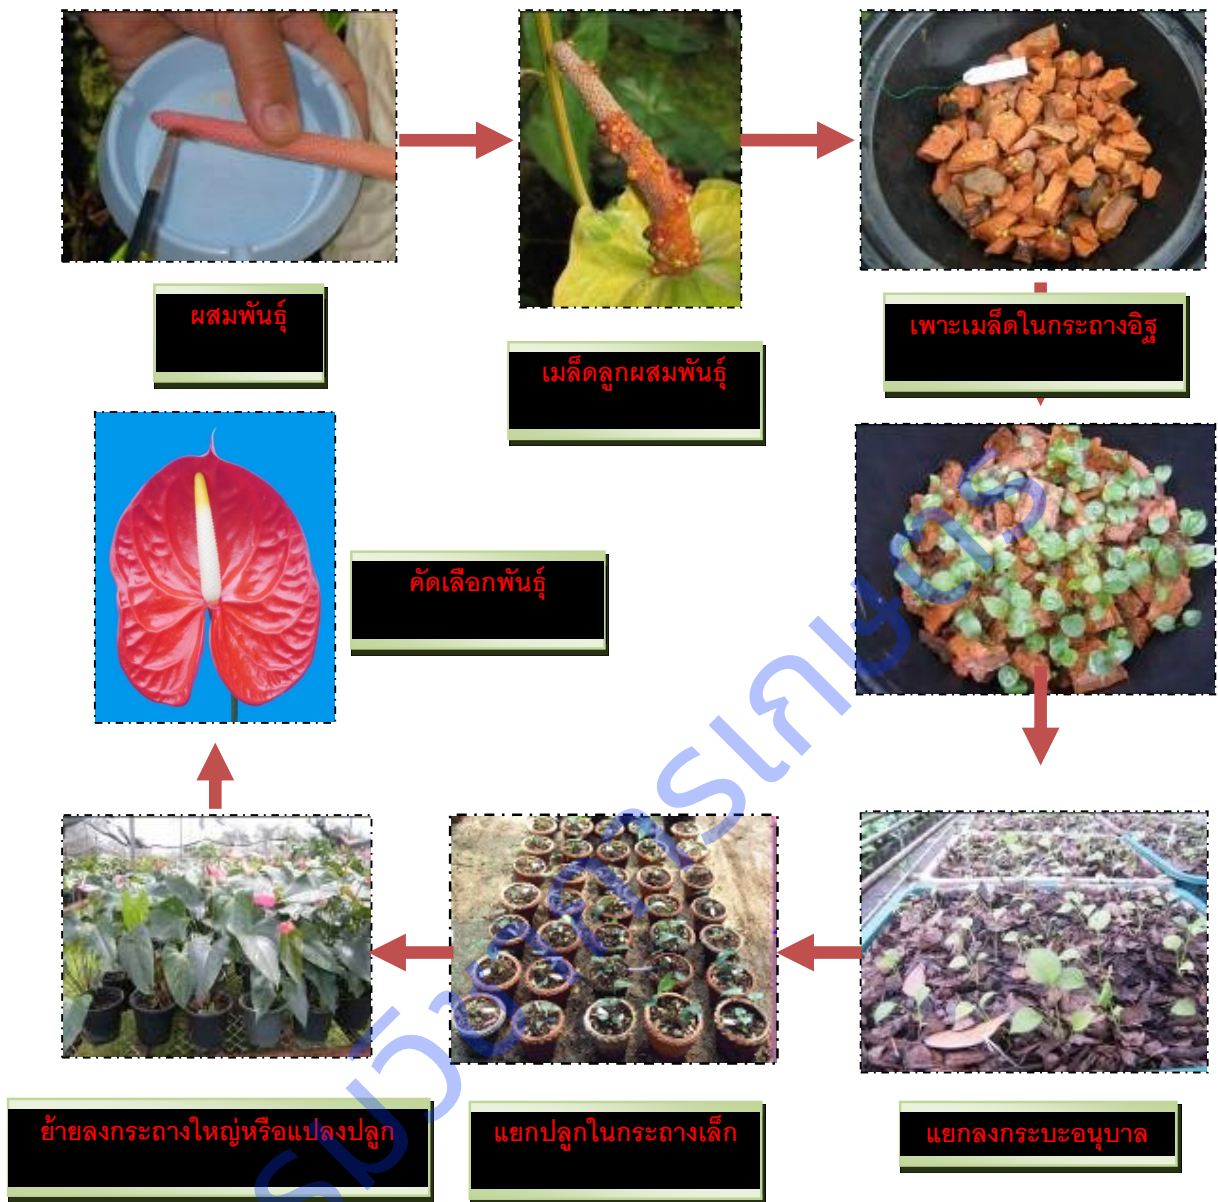 ผสมพันธุ์
เมล็ดลูกผสมพันธุ์
เพาะเมล็ดในกระถางอิฐ
คัดเลือกพันธุ์
ย้ายลงกระถางใหญ่หรือแปลงปลูก
แยกปลูกในกระถางเล็ก
แยกลงกระบะอนุบาล